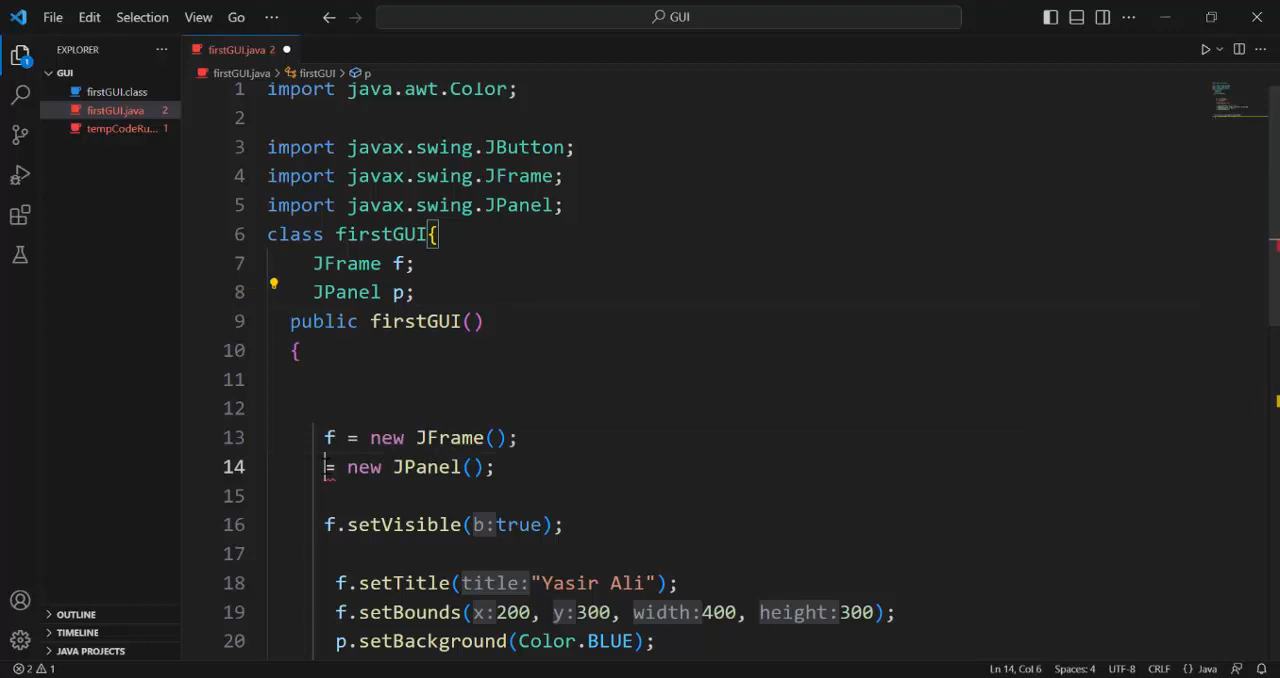 File Edit Selection View Go ··· GUI
EXPLORER ···
firstGUI.java 2
GUI
firstGUI.java > firstGUI > p
firstGUI.class
firstGUI.java 2
tempCodeRu... 1
1 import java.awt.Color;
2
3 import javax.swing.JButton;
4 import javax.swing.JFrame;
5 import javax.swing.JPanel;
6 class firstGUI{
7 JFrame f;
8 JPanel p;
9 public firstGUI()
10 {
11
12
13 f = new JFrame();
14 = new JPanel();
15
16 f.setVisible(b:true);
17
18 f.setTitle(title:"Yasir Ali");
19 f.setBounds(x:200, y:300, width:400, height:300);
20 p.setBackground(Color.BLUE);
OUTLINE
TIMELINE
JAVA PROJECTS
1
2 1 Ln 14, Col 6 Spaces: 4 UTF-8 CRLF {} Java